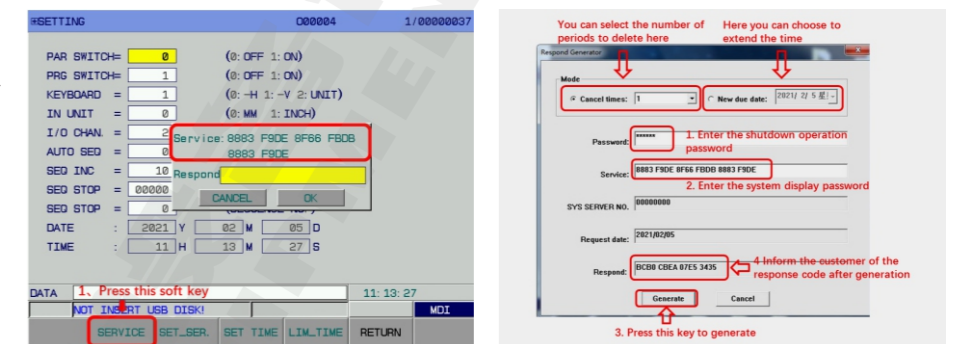 SETTING O00004 1/00000037
PAR SWITCH= 0 (0: OFF 1: ON)
PRG SWITCH= 1 (0: OFF 1: ON)
KEYBOARD = 1 (0: -H 1: -V 2: UNIT)
IN UNIT = 0 (0: MM 1: INCH)
I/O CHAN. = 2
AUTO SEQ = 0
SEQ INC = 10
SEQ STOP = 00000
SEQ STOP = 0
DATE : 2021 Y 02 M 05 D
TIME : 11 H 13 M 27 S
Service: 8883 F9DE 8F66 FBDB
8883 F9DE
Respond
CANCEL OK
DATA 1、Press this soft key 11:13:27
NOT INSERT USB DISK! MDI
SERVICE SET_SER. SET TIME LIM_TIME RETURN
You can select the number of
periods to delete here
Here you can choose to
extend the time
Respond Generator
Mode
Cancel times: 1 New due date: 2021/ 2/ 5 星
Password: ******
1. Enter the shutdown operation
password
Service: 8883 F9DE 8F66 FBDB 8883 F9DE
2. Enter the system display password
SYS SERVER NO. 00000000
Request date: 2021/02/05
Respond: BCB0 CBEA 07E5 3435
4 Inform the customer of the
response code after generation
Generate Cancel
3. Press this key to generate